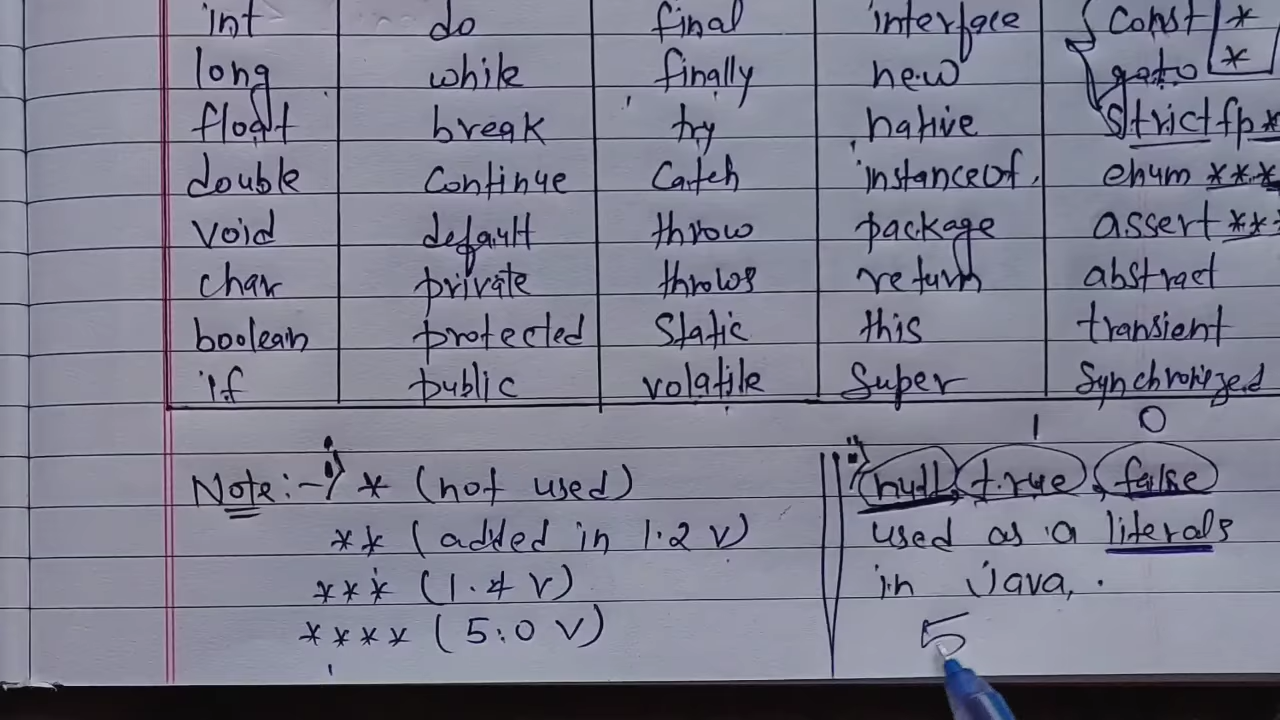 int do final interface const *
long while finally new goto *
float break try native strictfp *
double continue catch instanceof enum ***
void default throw package assert **
char private throws return abstract
boolean protected static this transient
if public volatile super synchronized
1 0
Note:- i) * (not used)
** (added in 1.2 v)
*** (1.4 v)
**** (5.0 v)
ii) null, true, false
used as a literals
in Java.
5